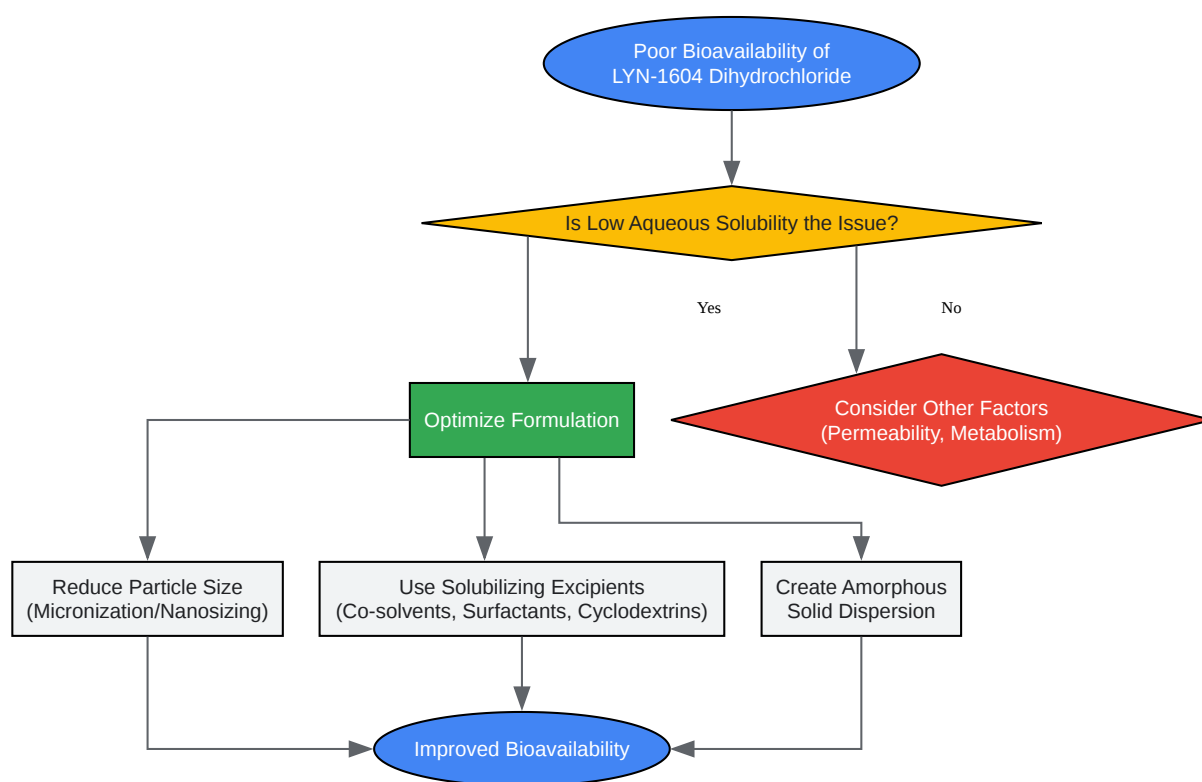 Poor Bioavailability of
LYN-1604 Dihydrochloride
Is Low Aqueous Solubility the Issue?
Yes
No
Optimize Formulation
Consider Other Factors
(Permeability, Metabolism)
Reduce Particle Size
(Micronization/Nanosizing)
Use Solubilizing Excipients
(Co-solvents, Surfactants, Cyclodextrins)
Create Amorphous
Solid Dispersion
Improved Bioavailability